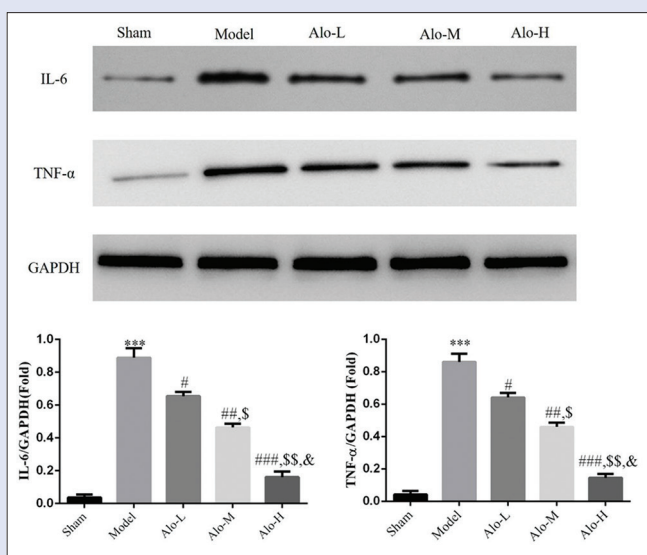 Sham Model Alo-L Alo-M Alo-H
IL-6
TNF-α
GAPDH
IL-6/GAPDH(Fold)
1.0
0.8
0.6
0.4
0.2
0.0
***
#
##,$
###,$$,&
Sham Model Alo-L Alo-M Alo-H
TNF-α/GAPDH (Fold)
1.0
0.8
0.6
0.4
0.2
0.0
***
#
##,$
###,$$,&
Sham Model Alo-L Alo-M Alo-H